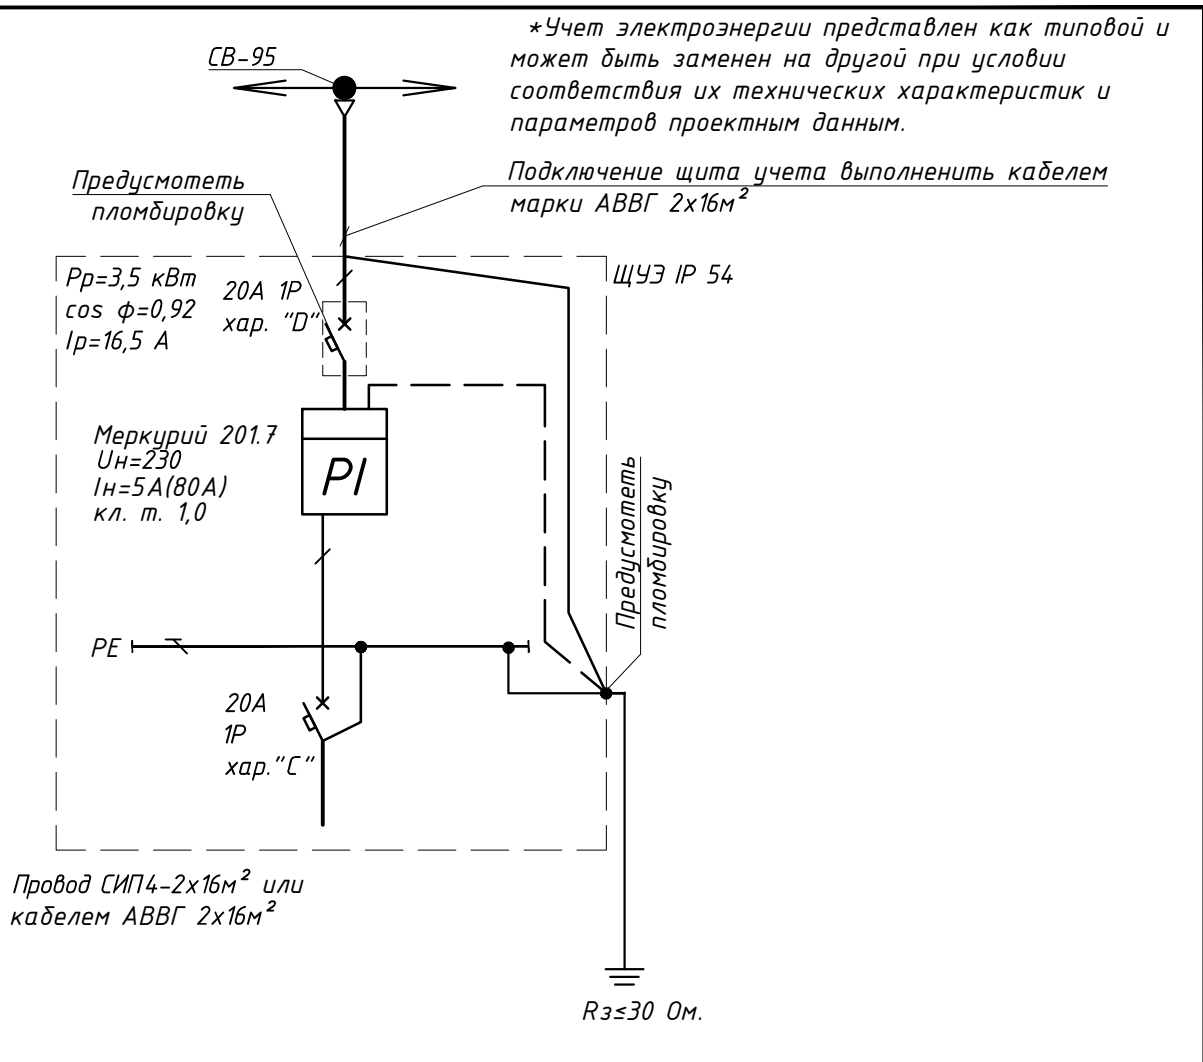 *Учет электроэнергии представлен как типовой и
может быть заменен на другой при условии
соответствия их технических характеристик и
параметров проектным данным.
СВ-95
Предусмотеть
пломбировку
Подключение щита учета выполненить кабелем
марки АВВГ 2х16м²
ЩУЭ IP 54
Рр=3,5 кВт
cos ф=0,92
Iр=16,5 А
20А 1Р
хар. "D"
Меркурий 201.7
Uн=230
Iн=5А(80А)
кл. т. 1,0
PI
Предусмотеть
пломбировку
PE
20А
1Р
хар."С"
Провод СИП4-2х16м² или
кабелем АВВГ 2х16м²
Rз≤30 Ом.